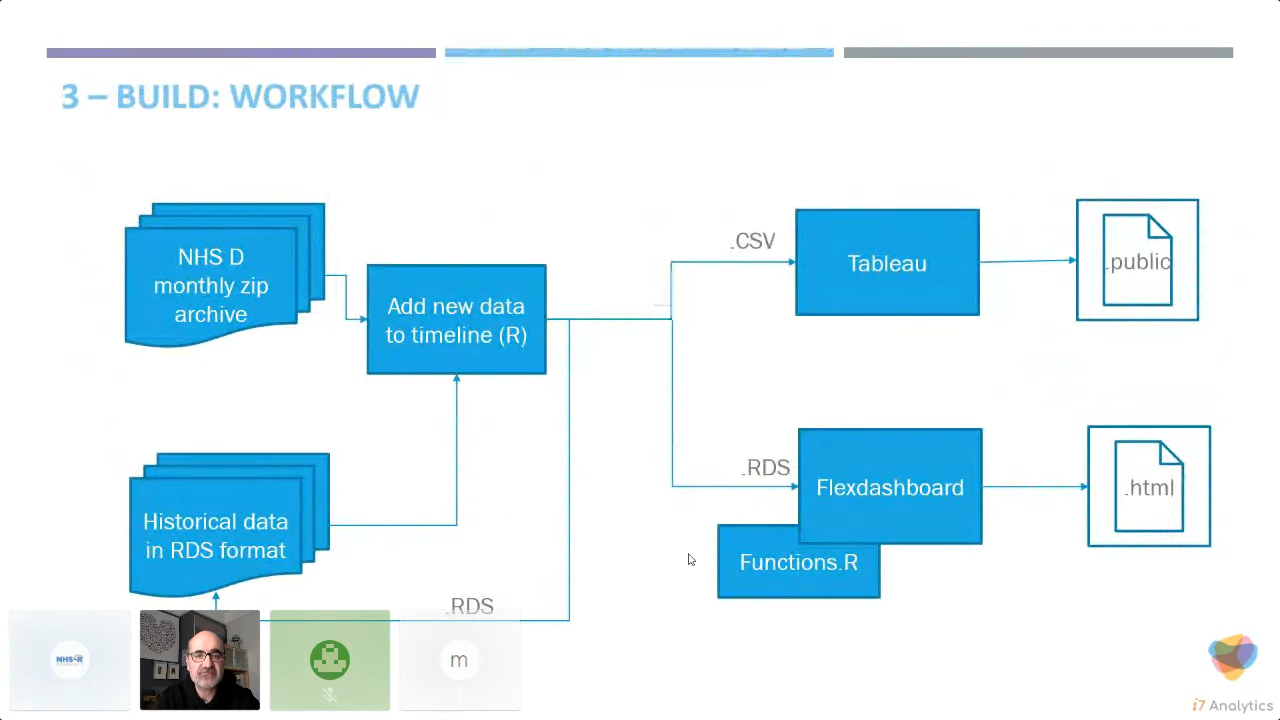 3 – BUILD: WORKFLOW
NHS D
monthly zip
archive
Add new data
to timeline (R)
.CSV
Tableau
.public
Historical data
in RDS format
.RDS
Flexdashboard
.html
Functions.R
.RDS
NHS-R
m
i7 Analytics